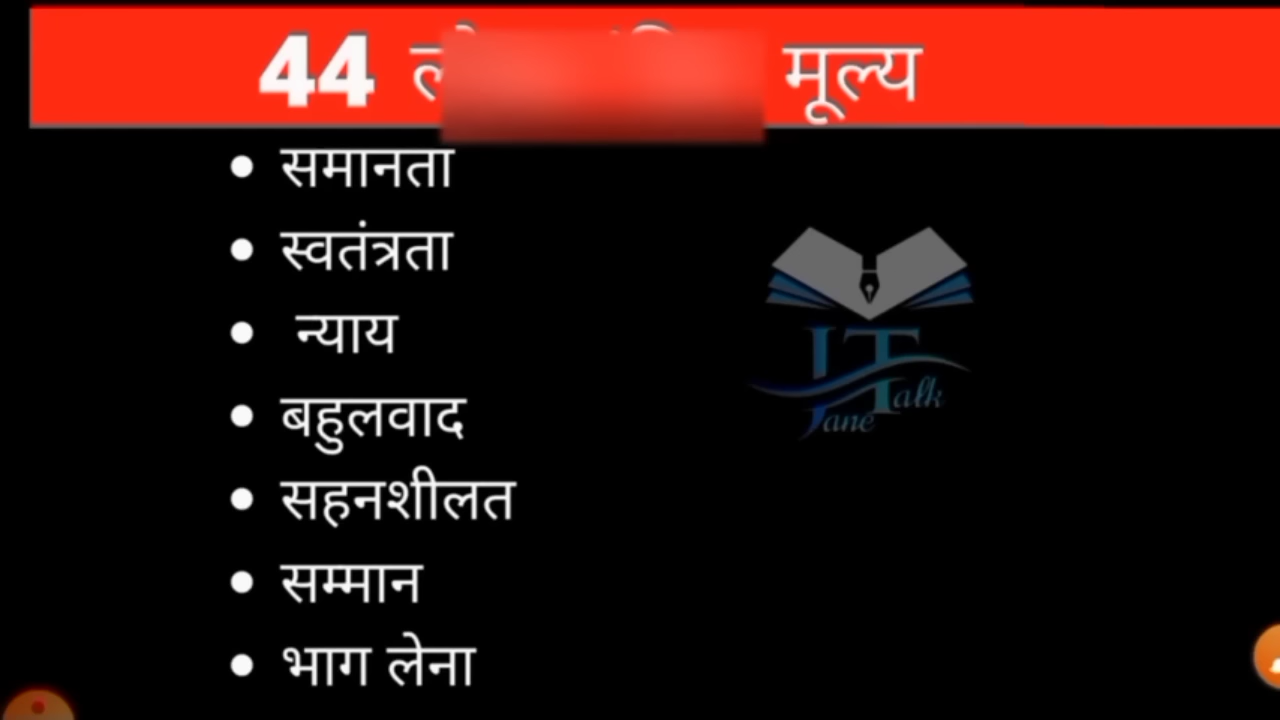 44 मूल्य
समानता
स्वतंत्रता
न्याय
बहुलवाद
सहनशीलत
सम्मान
भाग लेना
JT
Jane Talk